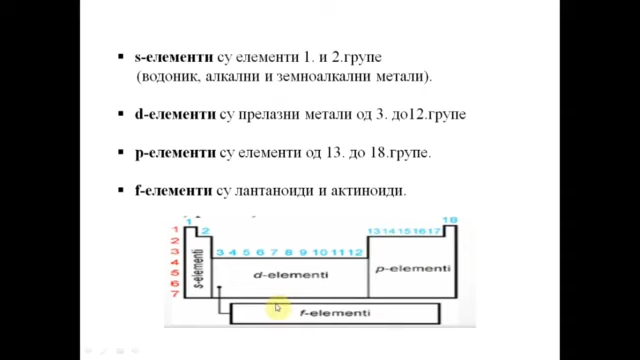 s-елементи су елементи 1. и 2.групе
(водоник, алкални и земноалкални метали).
d-елементи су прелазни метали од 3. до12.групе
p-елементи су елементи од 13. до 18.групе.
f-елементи су лантаноиди и актиноиди.
1 18
2 13 14 15 16 17
3 4 5 6 7 8 9 10 11 12
1
2
3
4
5
6
7
s-elementi
d-elementi
p-elementi
f-elementi